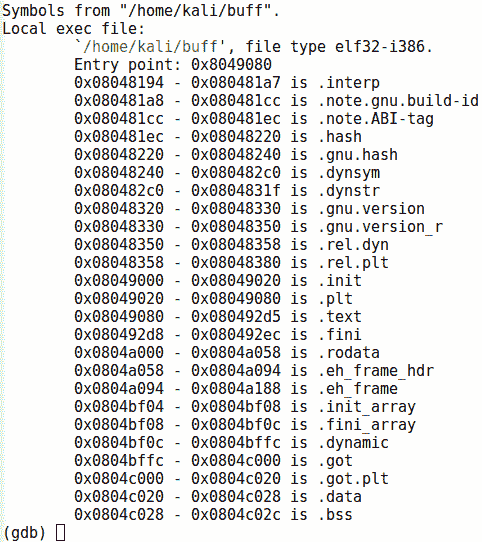 Symbols from "/home/kali/buff".
Local exec file:
`/home/kali/buff', file type elf32-i386.
Entry point: 0x8049080
0x08048194 - 0x080481a7 is .interp
0x080481a8 - 0x080481cc is .note.gnu.build-id
0x080481cc - 0x080481ec is .note.ABI-tag
0x080481ec - 0x08048220 is .hash
0x08048220 - 0x08048240 is .gnu.hash
0x08048240 - 0x080482c0 is .dynsym
0x080482c0 - 0x0804831f is .dynstr
0x08048320 - 0x08048330 is .gnu.version
0x08048330 - 0x08048350 is .gnu.version_r
0x08048350 - 0x08048358 is .rel.dyn
0x08048358 - 0x08048380 is .rel.plt
0x08049000 - 0x08049020 is .init
0x08049020 - 0x08049080 is .plt
0x08049080 - 0x080492d5 is .text
0x080492d8 - 0x080492ec is .fini
0x0804a000 - 0x0804a058 is .rodata
0x0804a058 - 0x0804a094 is .eh_frame_hdr
0x0804a094 - 0x0804a188 is .eh_frame
0x0804bf04 - 0x0804bf08 is .init_array
0x0804bf08 - 0x0804bf0c is .fini_array
0x0804bf0c - 0x0804bffc is .dynamic
0x0804bffc - 0x0804c000 is .got
0x0804c000 - 0x0804c020 is .got.plt
0x0804c020 - 0x0804c028 is .data
0x0804c028 - 0x0804c02c is .bss
(gdb)